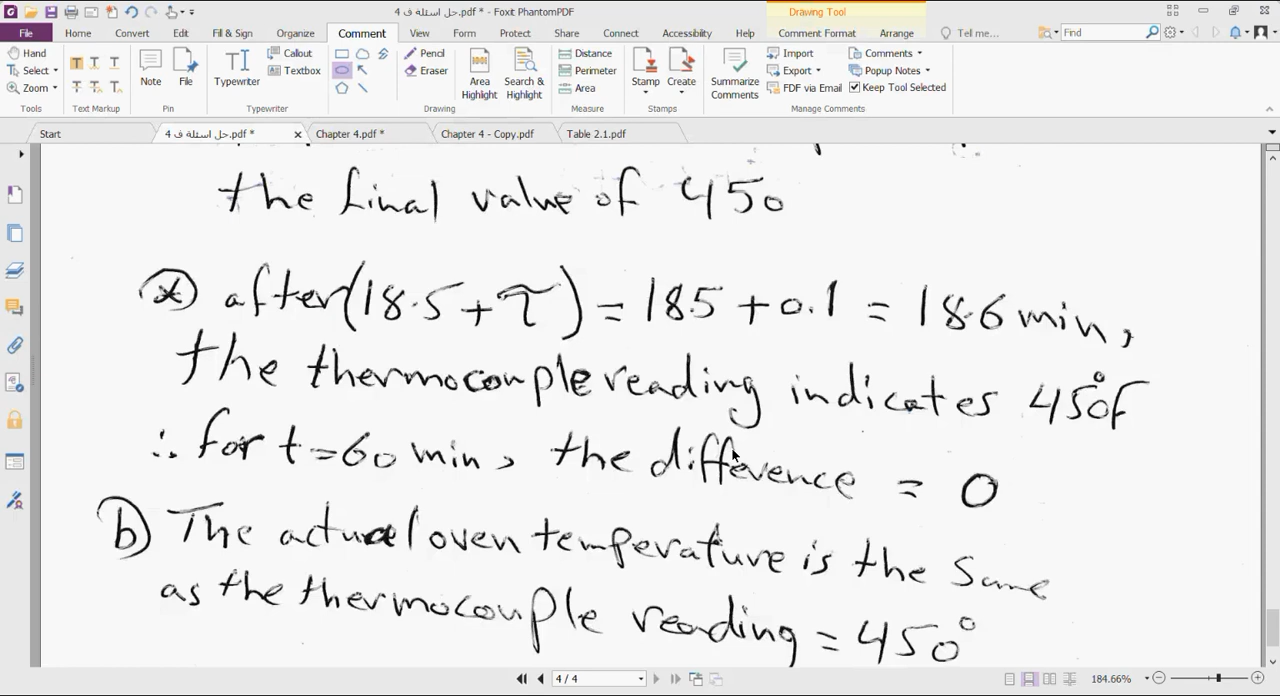 حل اسئلة ف 4.pdf * - Foxit PhantomPDF
Drawing Tool
File Home Convert Edit Fill & Sign Organize Comment View Form Protect Share Connect Accessibility Help Comment Format Arrange Tell me... Find
Hand
Select
Zoom
Tools
Text Markup
Note
File
Pin
Typewriter
Callout
Textbox
Typewriter
Pencil
Eraser
Drawing
Area Highlight
Search & Highlight
Distance
Perimeter
Area
Measure
Stamp
Create
Stamps
Summarize Comments
Import
Export
FDF via Email
Comments
Popup Notes
Keep Tool Selected
Manage Comments
Start
حل اسئلة ف 4.pdf *
Chapter 4.pdf *
Chapter 4 - Copy.pdf
Table 2.1.pdf
the final value of 450
* after (18.5 + τ) = 18.5 + 0.1 = 18.6 min,
the thermocouple reading indicates 450°F
∴ for t = 60 min, the difference = 0
b) The actual oven temperature is the same
as the thermocouple reading = 450°
4 / 4
184.66%